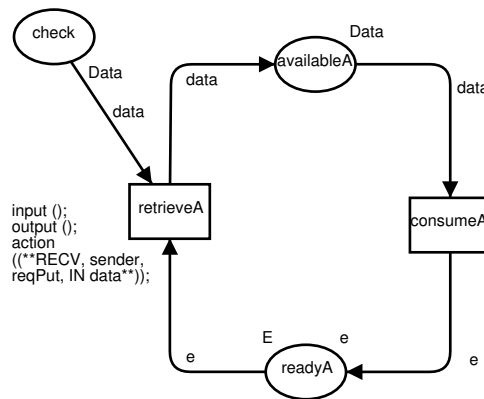 check
Data
data
data
availableA
Data
data
retrieveA
consumeA
input ();
output ();
action
((**RECV, sender,
reqPut, IN data**));
E
e
e
readyA
e